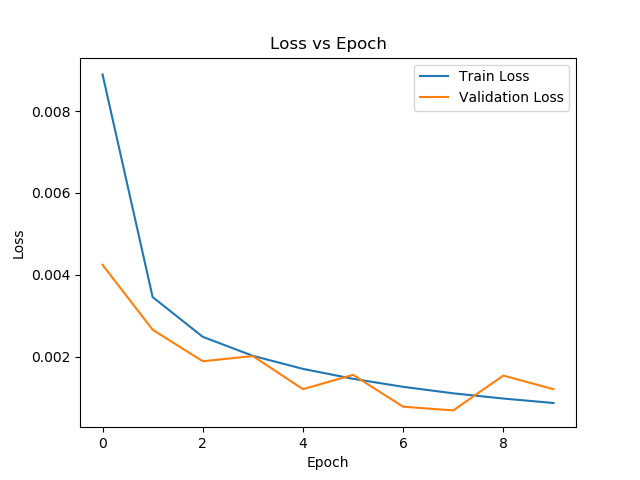 Loss vs Epoch
Train Loss
Validation Loss
0.008
0.006
0.004
0.002
Loss
0 2 4 6 8
Epoch